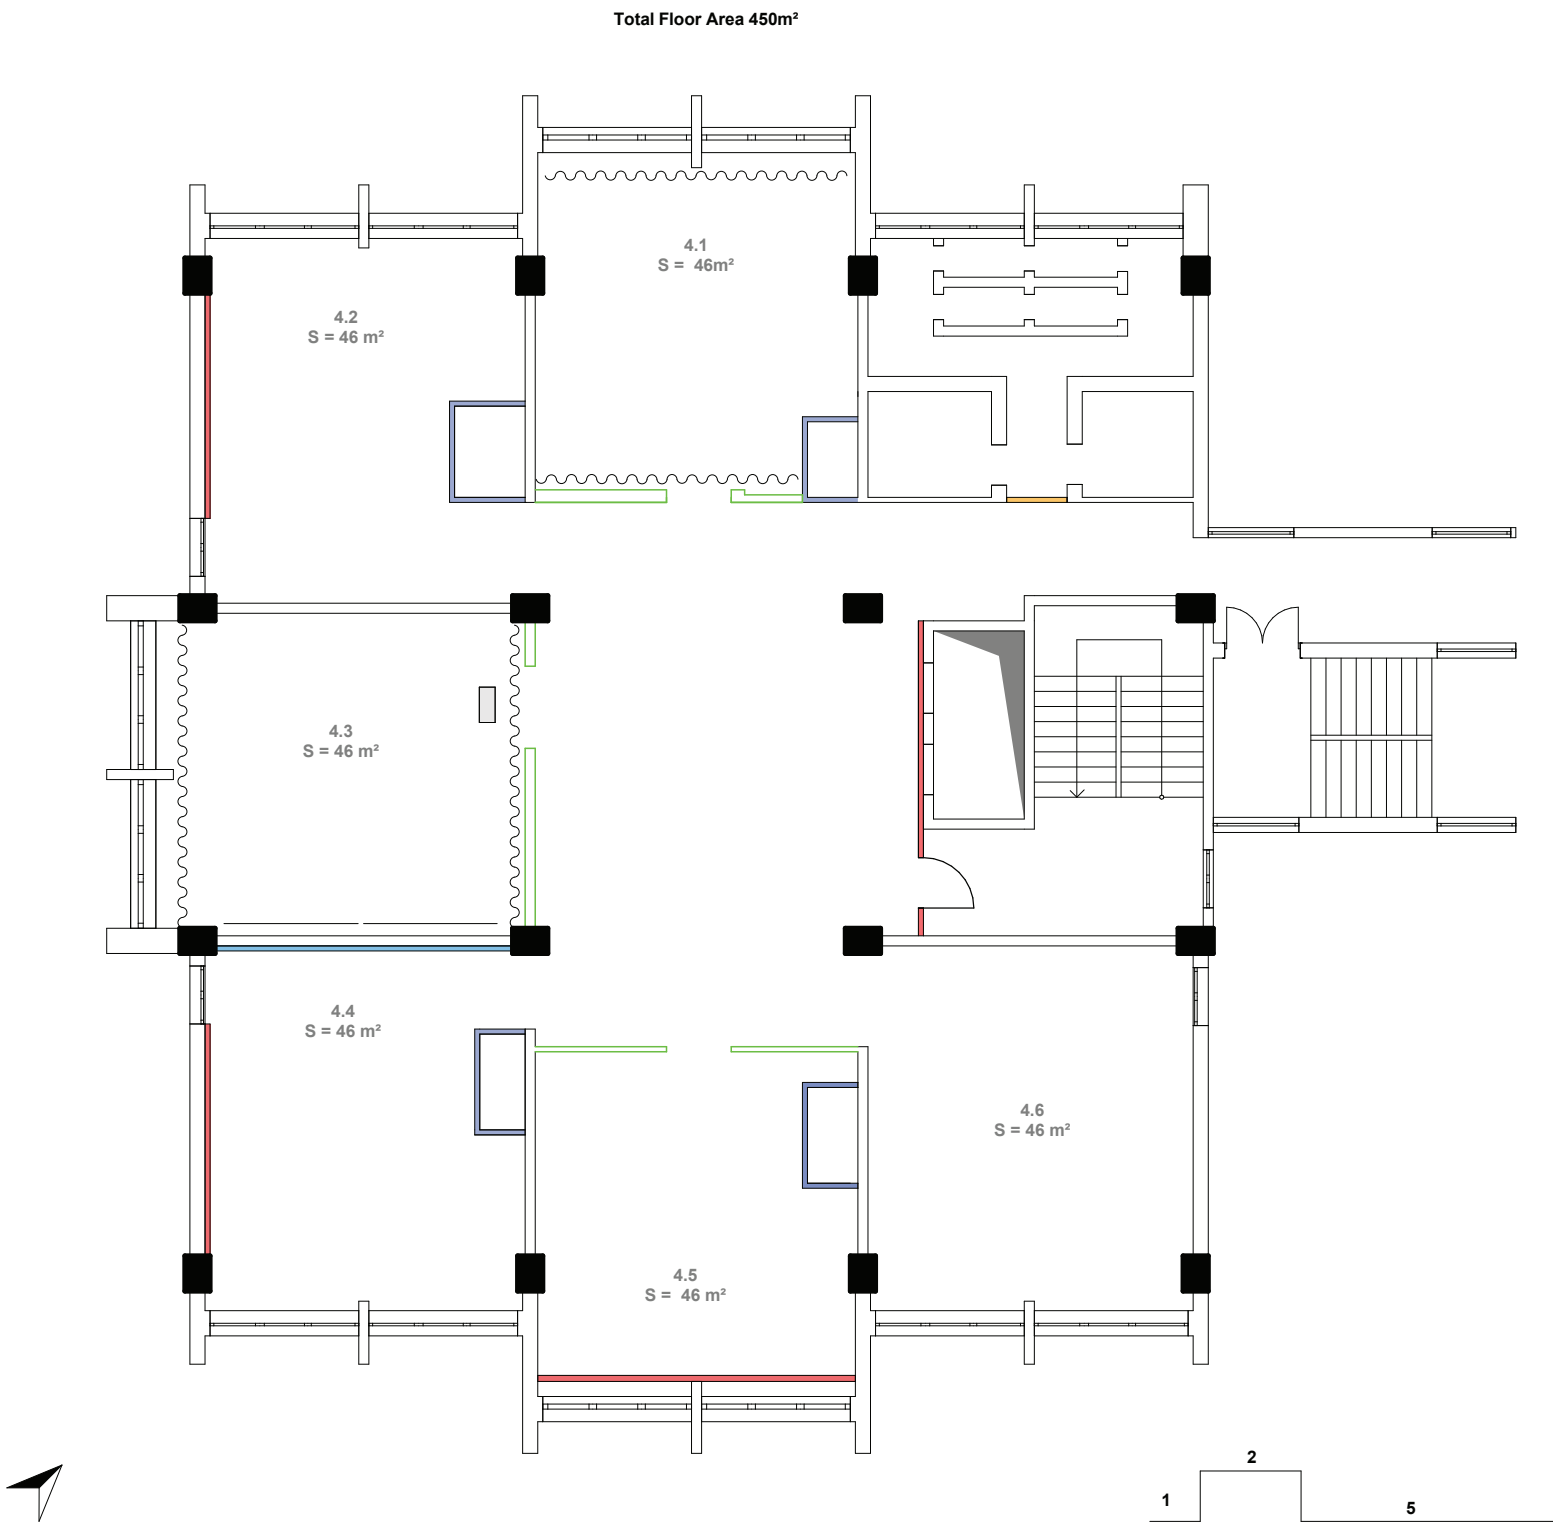 Total Floor Area 450m²
4.1
S =  46m²
4.2
S = 46 m²
4.3
S = 46 m²
4.4
S = 46 m²
4.6
S = 46 m²
4.5
S =  46 m²
2
1
5